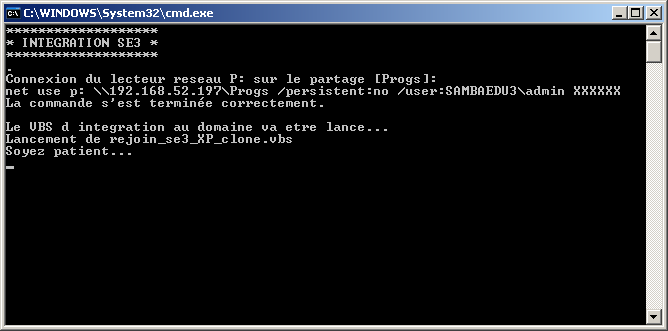 C:\WINDOWS\System32\cmd.exe
*******************
* INTEGRATION SE3 *
*******************
.
Connexion du lecteur reseau P: sur le partage [Progs]:
net use p: \\192.168.52.197\Progs /persistent:no /user:SAMBAEDU3\admin XXXXXX
La commande s'est terminée correctement.
Le VBS d integration au domaine va etre lance...
Lancement de rejoin_se3_XP_clone.vbs
Soyez patient...